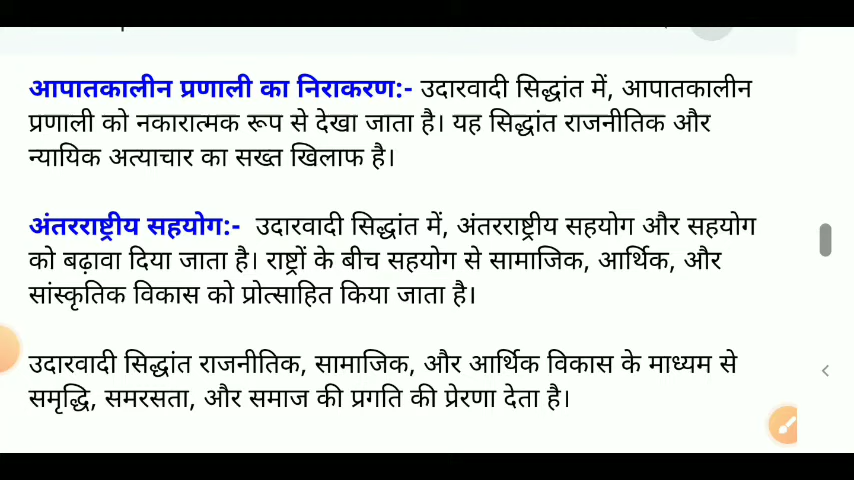 आपातकालीन प्रणाली का निराकरण:- उदारवादी सिद्धांत में, आपातकालीन
प्रणाली को नकारात्मक रूप से देखा जाता है। यह सिद्धांत राजनीतिक और
न्यायिक अत्याचार का सख्त खिलाफ है।
अंतरराष्ट्रीय सहयोग:- उदारवादी सिद्धांत में, अंतरराष्ट्रीय सहयोग और सहयोग
को बढ़ावा दिया जाता है। राष्ट्रों के बीच सहयोग से सामाजिक, आर्थिक, और
सांस्कृतिक विकास को प्रोत्साहित किया जाता है।
उदारवादी सिद्धांत राजनीतिक, सामाजिक, और आर्थिक विकास के माध्यम से
समृद्धि, समरसता, और समाज की प्रगति की प्रेरणा देता है।